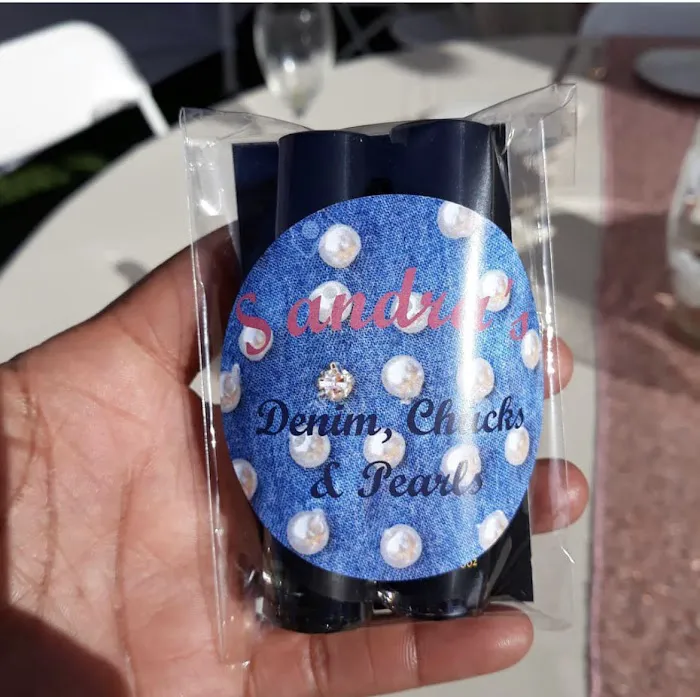 Sandra's
Denim, Chucks
& Pearls